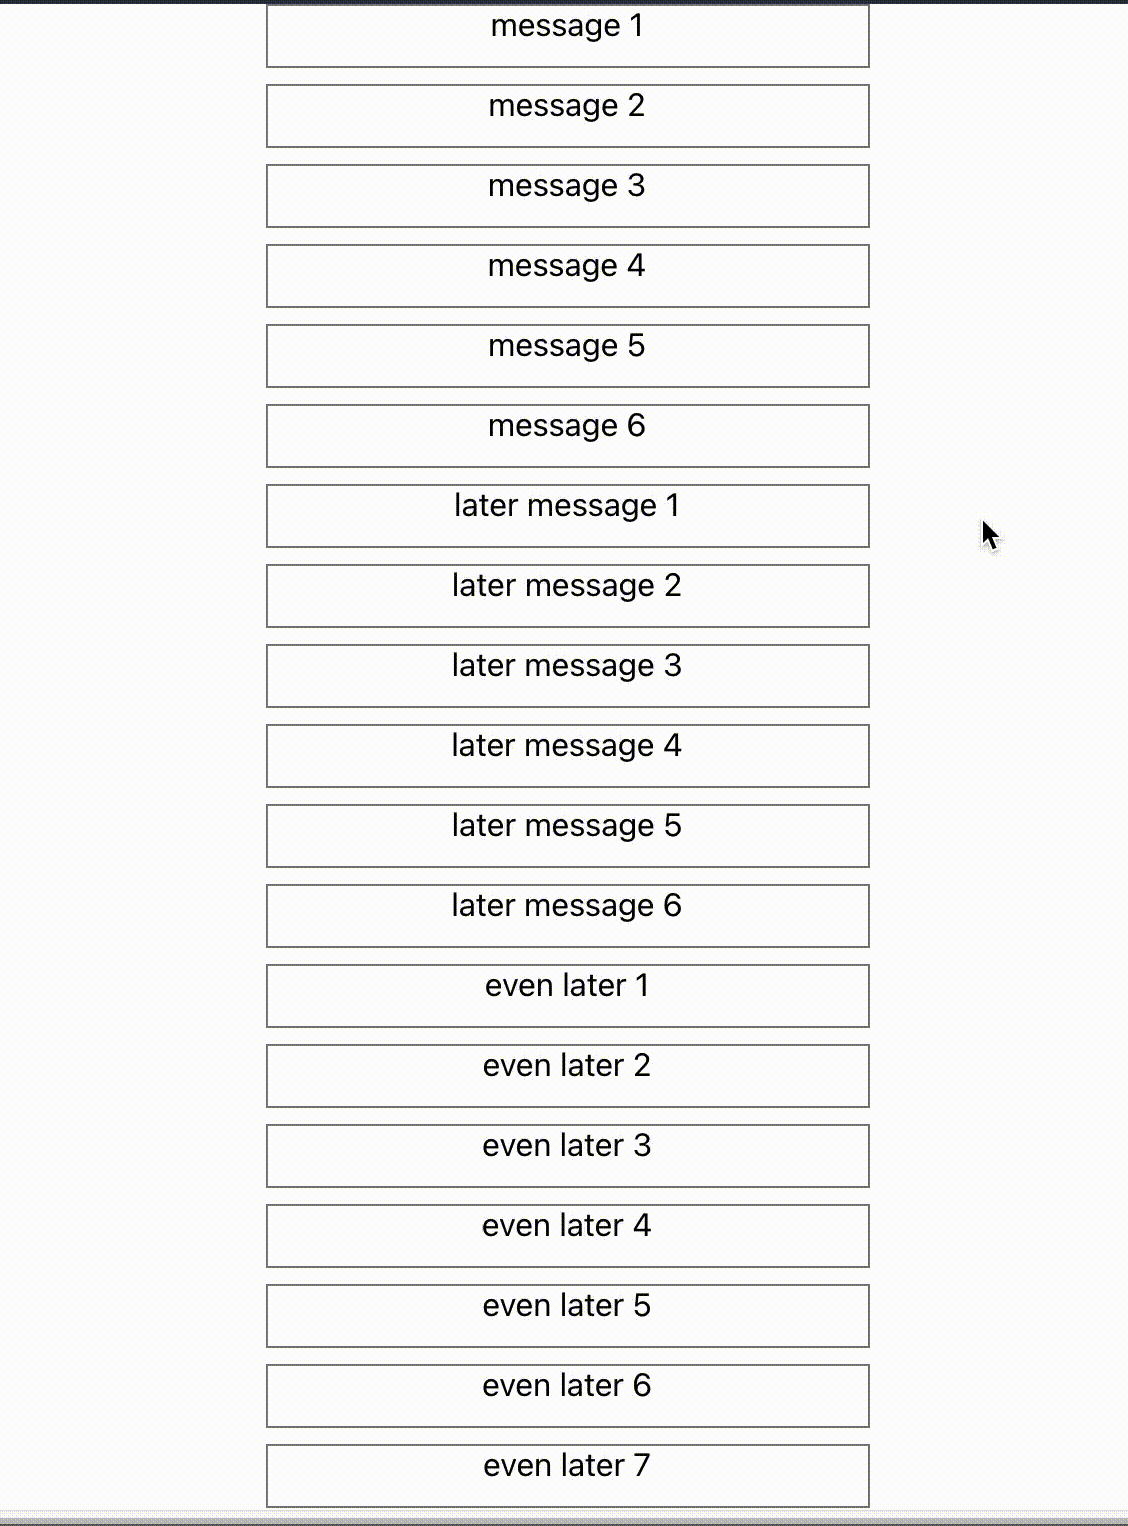 message 1
message 2
message 3
message 4
message 5
message 6
later message 1
later message 2
later message 3
later message 4
later message 5
later message 6
even later 1
even later 2
even later 3
even later 4
even later 5
even later 6
even later 7